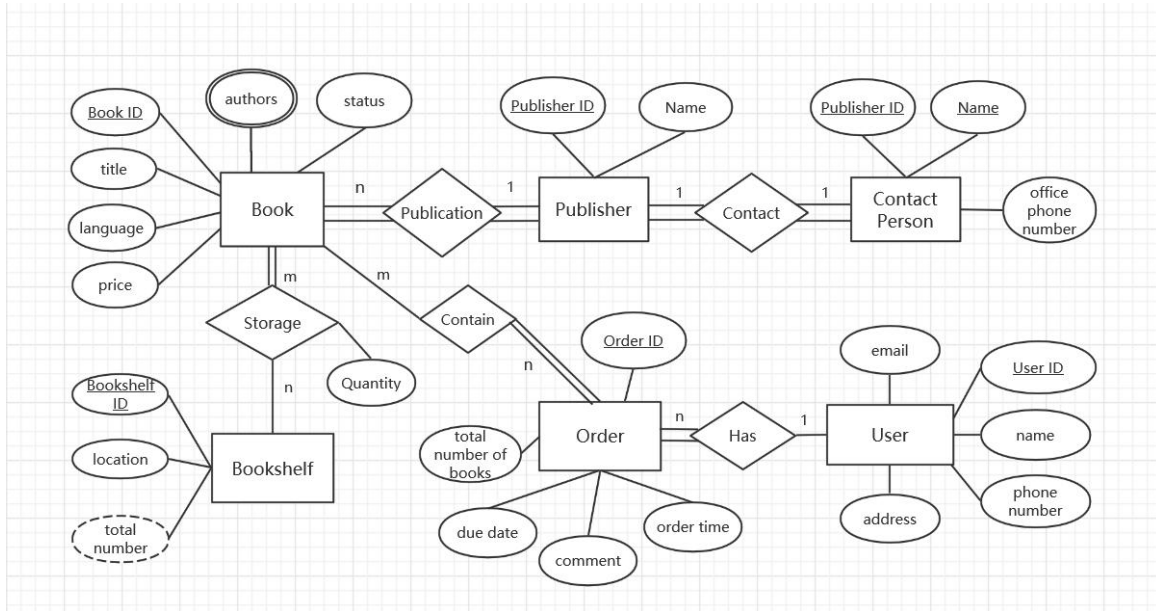 authors
status
Book ID
title
language
price
Book
n
Publication
1
Publisher ID
Name
Publisher
1
Contact
1
Publisher ID
Name
Contact
Person
office
phone
number
m
Storage
Quantity
n
Bookshelf
ID
location
total
number
Bookshelf
m
Contain
n
Order ID
Order
total
number of
books
due date
comment
order time
n
Has
1
email
User ID
User
name
phone
number
address